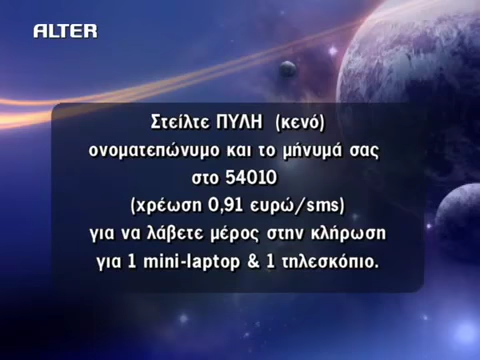 ALTER
Στείλτε ΠΥΛΗ (κενό)
ονοματεπώνυμο και το μήνυμά σας
στο 54010
(χρέωση 0,91 ευρώ/sms)
για να λάβετε μέρος στην κλήρωση
για 1 mini-laptop & 1 τηλεσκόπιο.